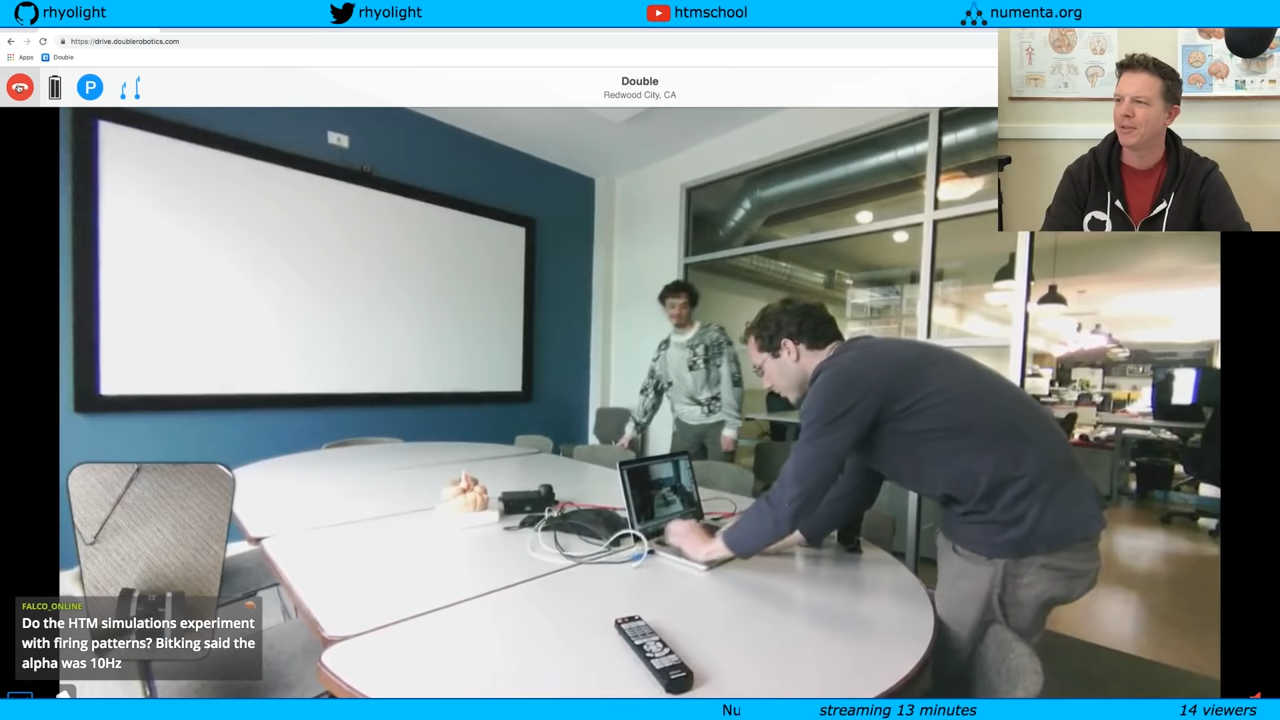 rhyolight
rhyolight
htmschool
numenta.org
https://drive.doublerobotics.com
Apps
Double
P
Double
Redwood City, CA
FALCO_ONLINE
Do the HTM simulations experiment
with firing patterns? Bitking said the
alpha was 10Hz
Nu
streaming 13 minutes
14 viewers